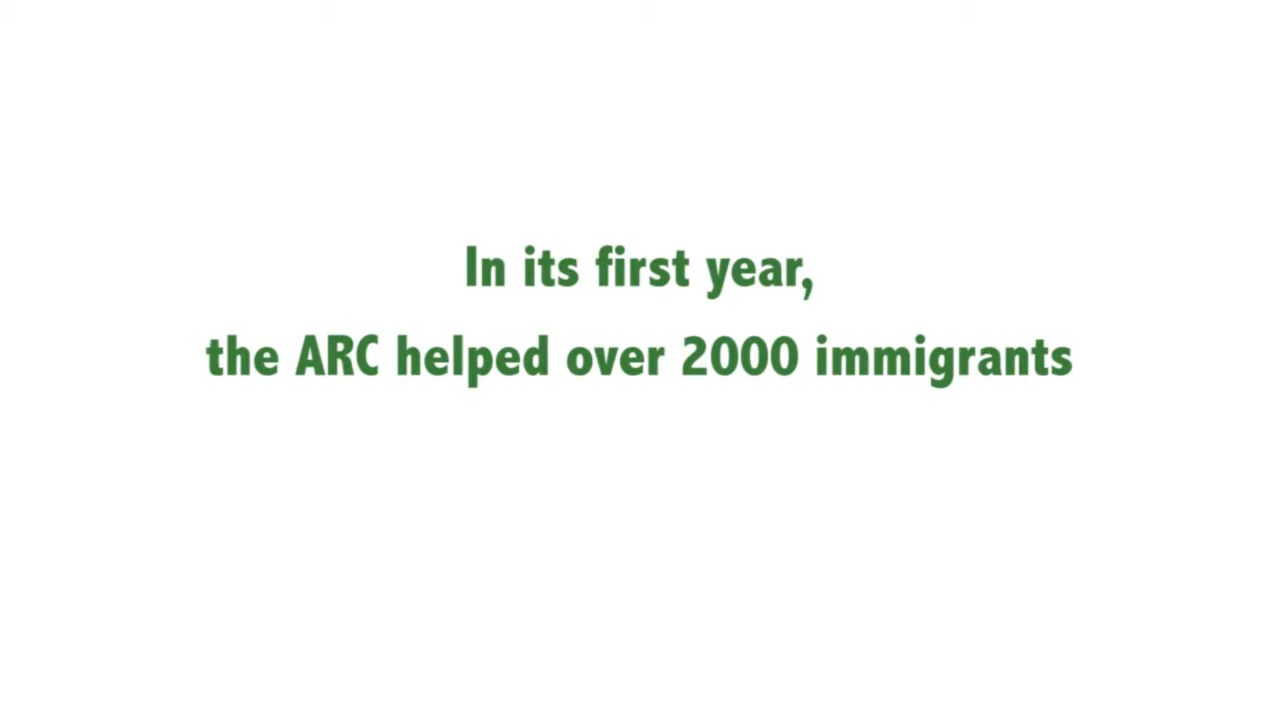 In its first year,
the ARC helped over 2000 immigrants